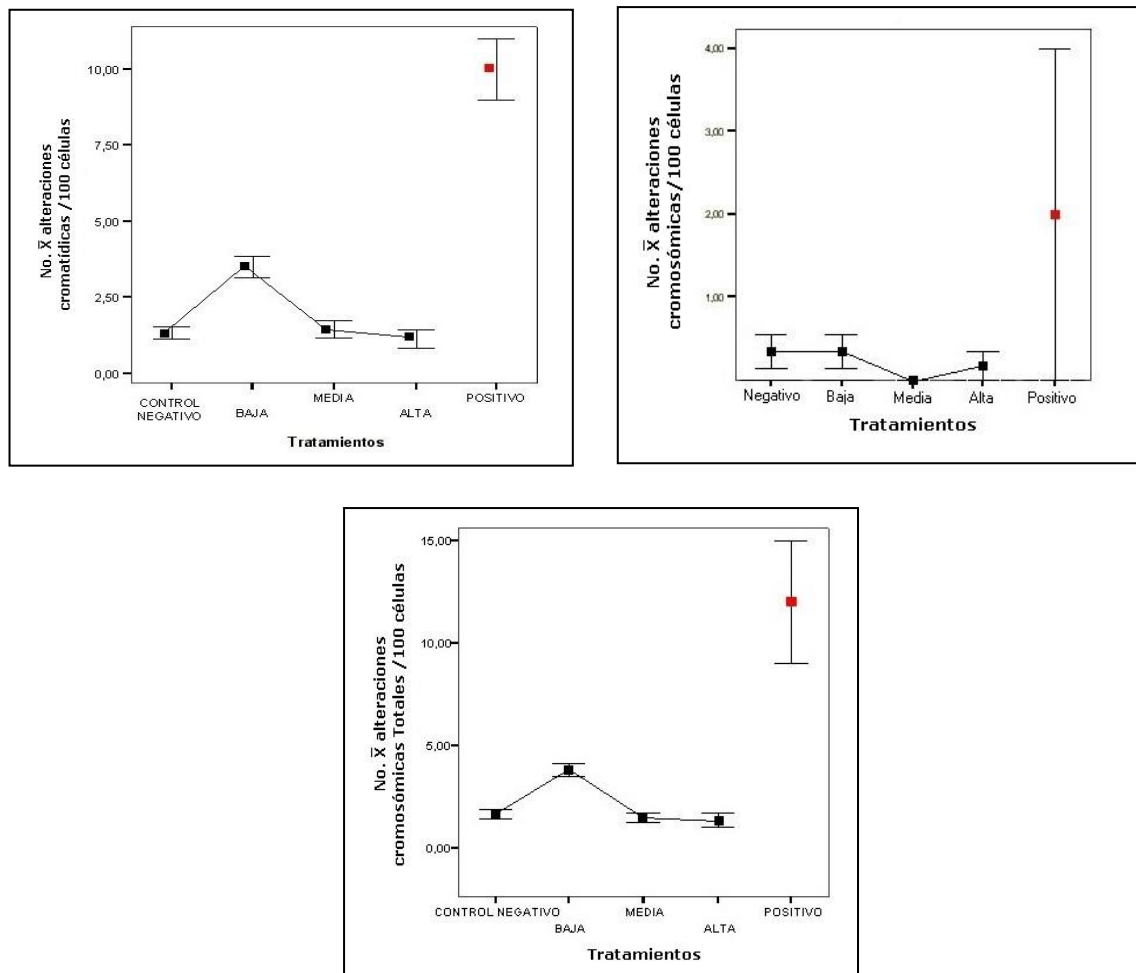 No. X̅ alteraciones
cromatídicas /100 células
10,00
7,50
5,00
2,50
0,00
CONTROL
NEGATIVO
BAJA
MEDIA
ALTA
POSITIVO
Tratamientos
No. X̅ alteraciones
cromosómicas/100 células
4,00
3,00
2,00
1,00
Negativo
Baja
Media
Alta
Positivo
Tratamientos
No. X̅ alteraciones
cromosómicas Totales /100 células
15,00
10,00
5,00
0,00
CONTROL NEGATIVO
BAJA
MEDIA
ALTA
POSITIVO
Tratamientos